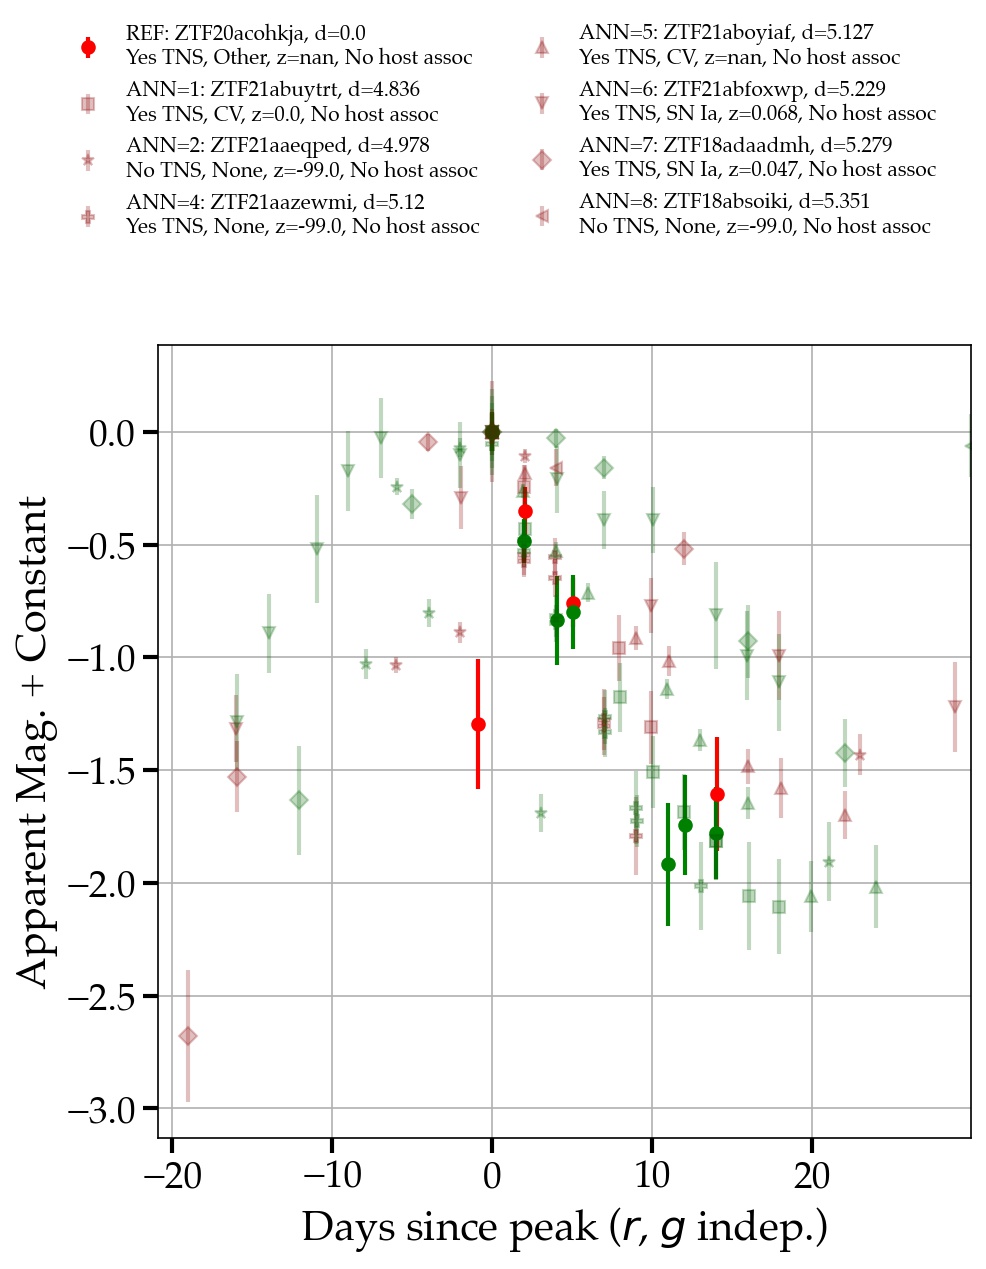 REF: ZTF20acohkja, d=0.0
Yes TNS, Other, z=nan, No host assoc
ANN=1: ZTF21abuytrt, d=4.836
Yes TNS, CV, z=0.0, No host assoc
ANN=2: ZTF21aaeqped, d=4.978
No TNS, None, z=-99.0, No host assoc
ANN=4: ZTF21aazewmi, d=5.12
Yes TNS, None, z=-99.0, No host assoc
ANN=5: ZTF21aboyiaf, d=5.127
Yes TNS, CV, z=nan, No host assoc
ANN=6: ZTF21abfoxwp, d=5.229
Yes TNS, SN Ia, z=0.068, No host assoc
ANN=7: ZTF18adaadmh, d=5.279
Yes TNS, SN Ia, z=0.047, No host assoc
ANN=8: ZTF18absoiki, d=5.351
No TNS, None, z=-99.0, No host assoc
Apparent Mag. + Constant
0.0
−0.5
−1.0
−1.5
−2.0
−2.5
−3.0
−20
−10
0
10
20
Days since peak (r, g indep.)